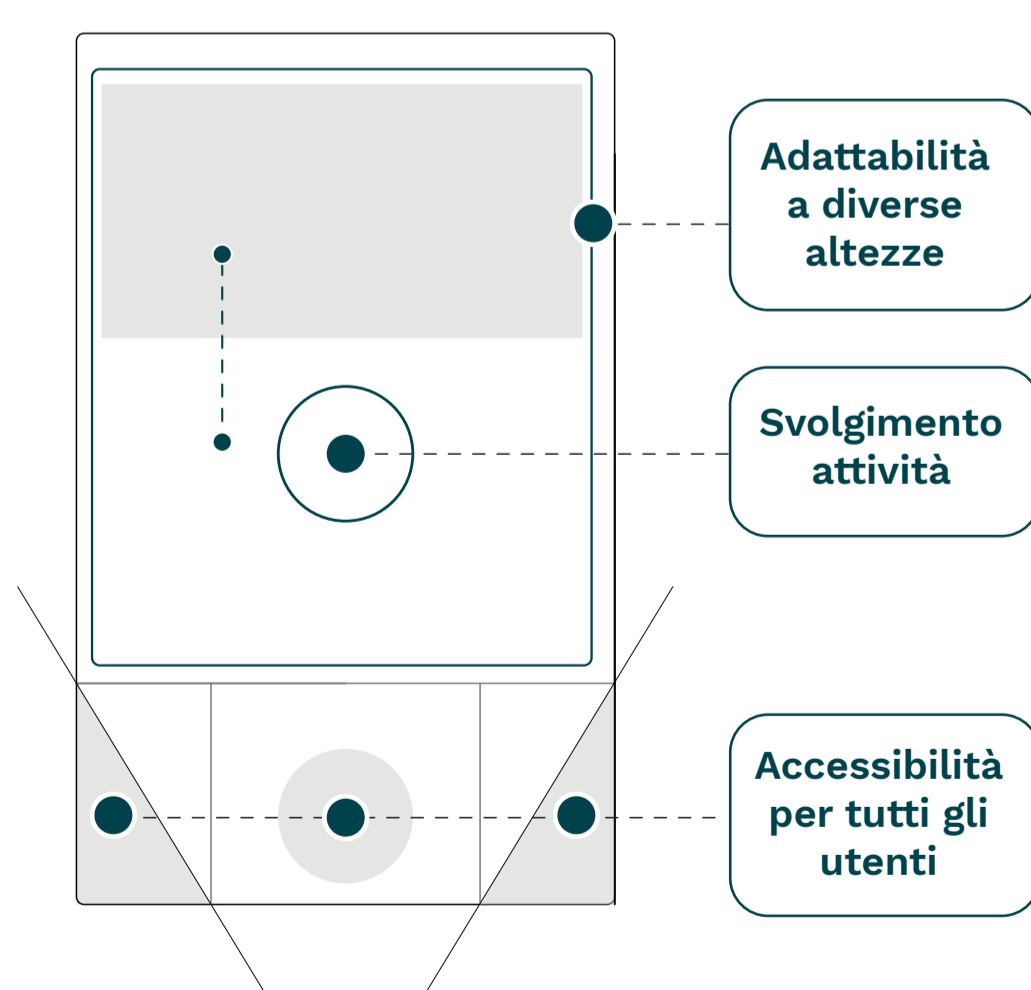 Adattabilità
a diverse
altezze
Svolgimento
attività
Accessibilità
per tutti gli
utenti